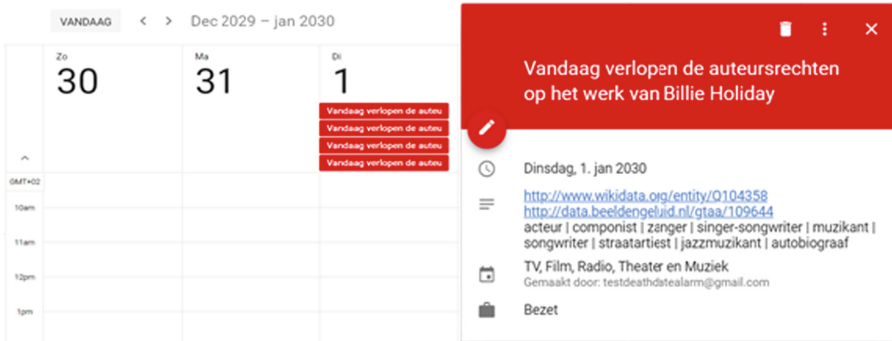 VANDAAG < > Dec 2029 – jan 2030
Zo
30
Ma
31
Di
1
Vandaag verlopen de auteu
Vandaag verlopen de auteu
Vandaag verlopen de auteu
Vandaag verlopen de auteu
GMT+02
10am
11am
12pm
1pm
Vandaag verlopen de auteursrechten
op het werk van Billie Holiday
Dinsdag, 1. jan 2030
http://www.wikidata.org/entity/Q104358
http://data.beeldengeluid.nl/gtaa/109644
acteur | componist | zanger | singer-songwriter | muzikant |
songwriter | straatartiest | jazzmuzikant | autobiograaf
TV, Film, Radio, Theater en Muziek
Gemaakt door: testdeathdstealarm@gmail.com
Bezet